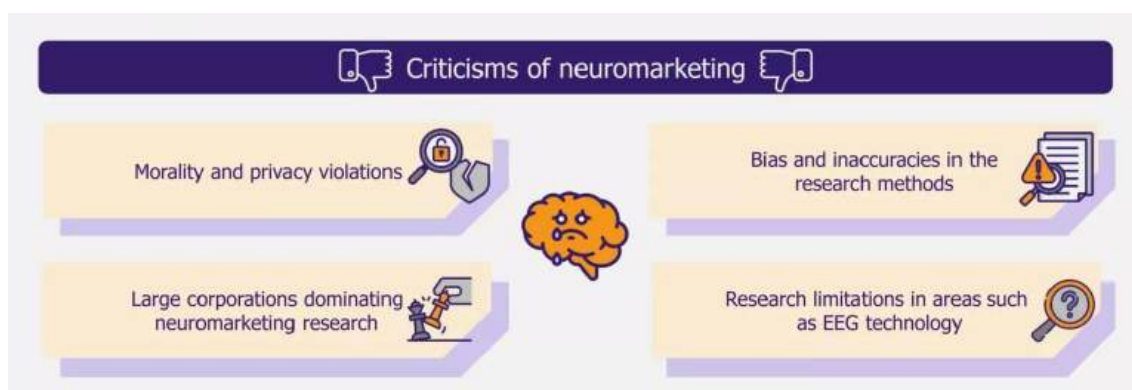 Criticisms of neuromarketing
Morality and privacy violations
Bias and inaccuracies in the
research methods
Large corporations dominating
neuromarketing research
Research limitations in areas such
as EEG technology